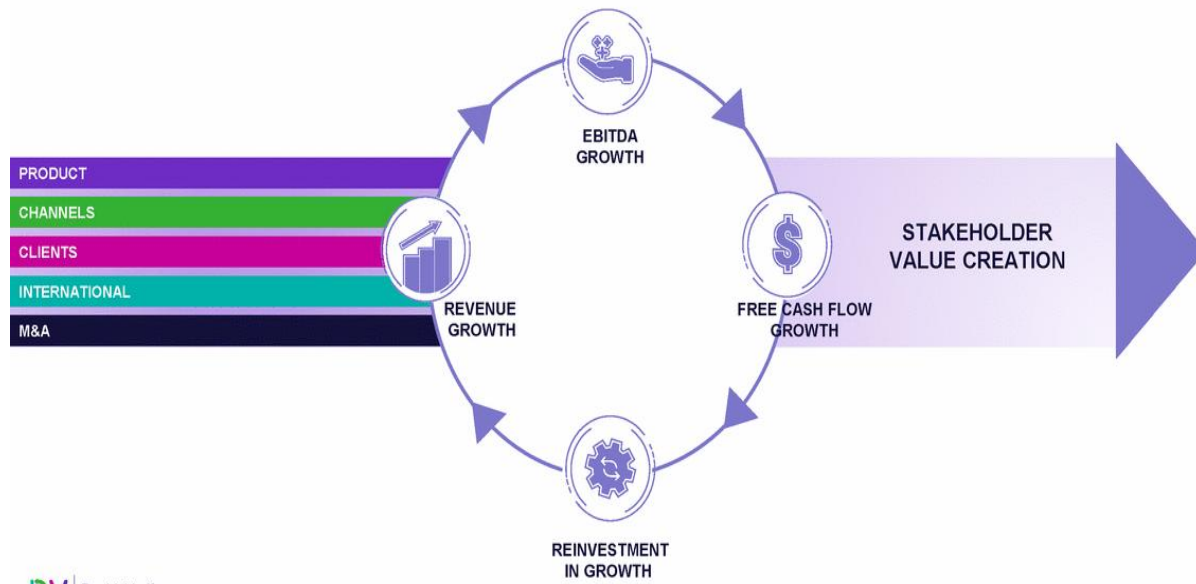 EBITDA
GROWTH
PRODUCT
CHANNELS
CLIENTS
INTERNATIONAL
M&A
REVENUE
GROWTH
FREE CASH FLOW
GROWTH
STAKEHOLDER
VALUE CREATION
REINVESTMENT
IN GROWTH